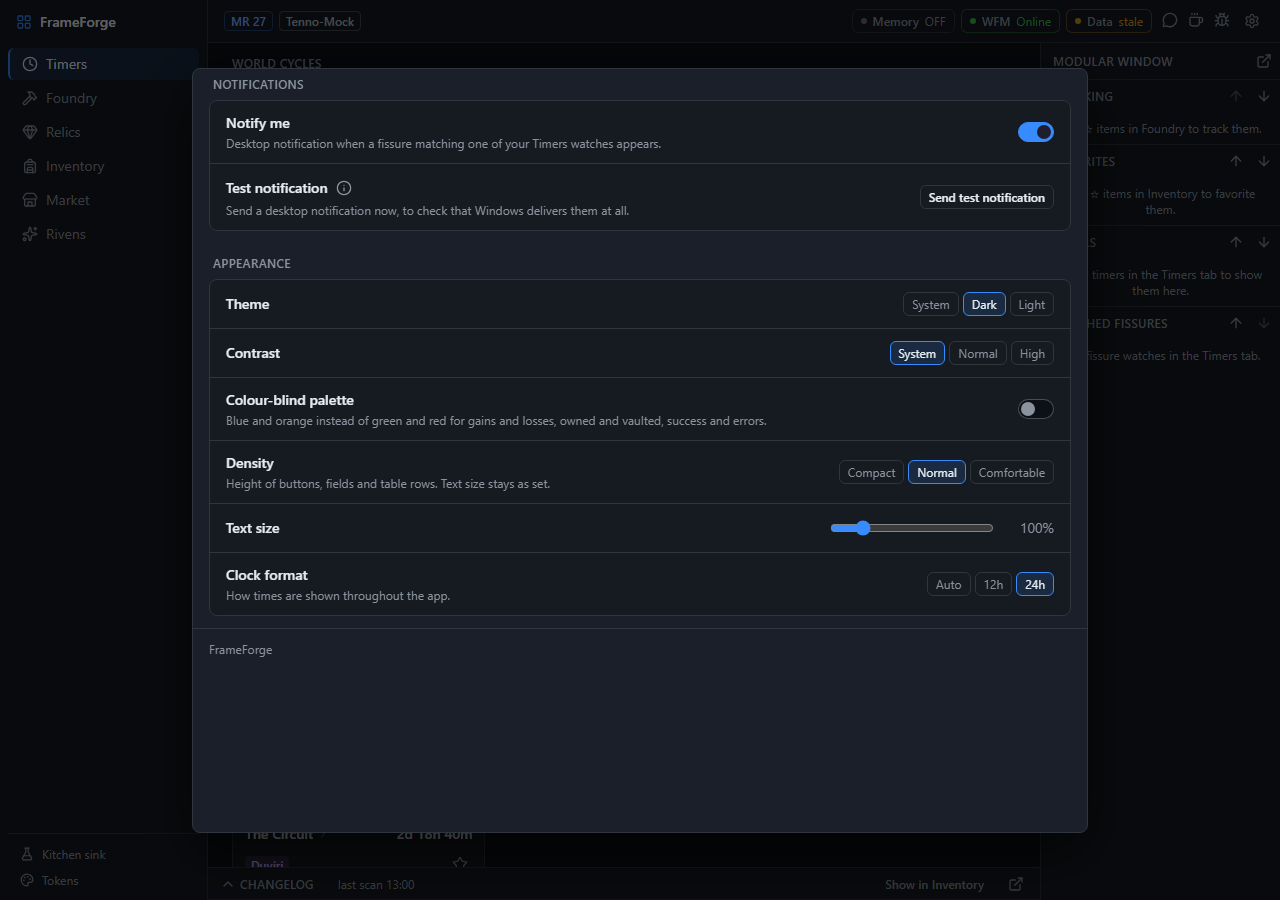 FrameForge
MR 27
Tenno-Mock
Memory OFF
WFM Online
Data stale
Timers
Foundry
Relics
Inventory
Market
Rivens
Kitchen sink
Tokens
WORLD CYCLES
NOTIFICATIONS
Notify me
Desktop notification when a fissure matching one of your Timers watches appears.
Test notification
Send a desktop notification now, to check that Windows delivers them at all.
Send test notification
APPEARANCE
Theme
System
Dark
Light
Contrast
System
Normal
High
Colour-blind palette
Blue and orange instead of green and red for gains and losses, owned and vaulted, success and errors.
Density
Height of buttons, fields and table rows. Text size stays as set.
Compact
Normal
Comfortable
Text size
100%
Clock format
How times are shown throughout the app.
Auto
12h
24h
FrameForge
The Circuit
2d 18h 40m
Duviri
CHANGELOG
last scan 13:00
Show in Inventory
MODULAR WINDOW
items in Foundry to track them.
items in Inventory to favorite
them.
timers in the Timers tab to show
them here.
FISSURES
fissure watches in the Timers tab.